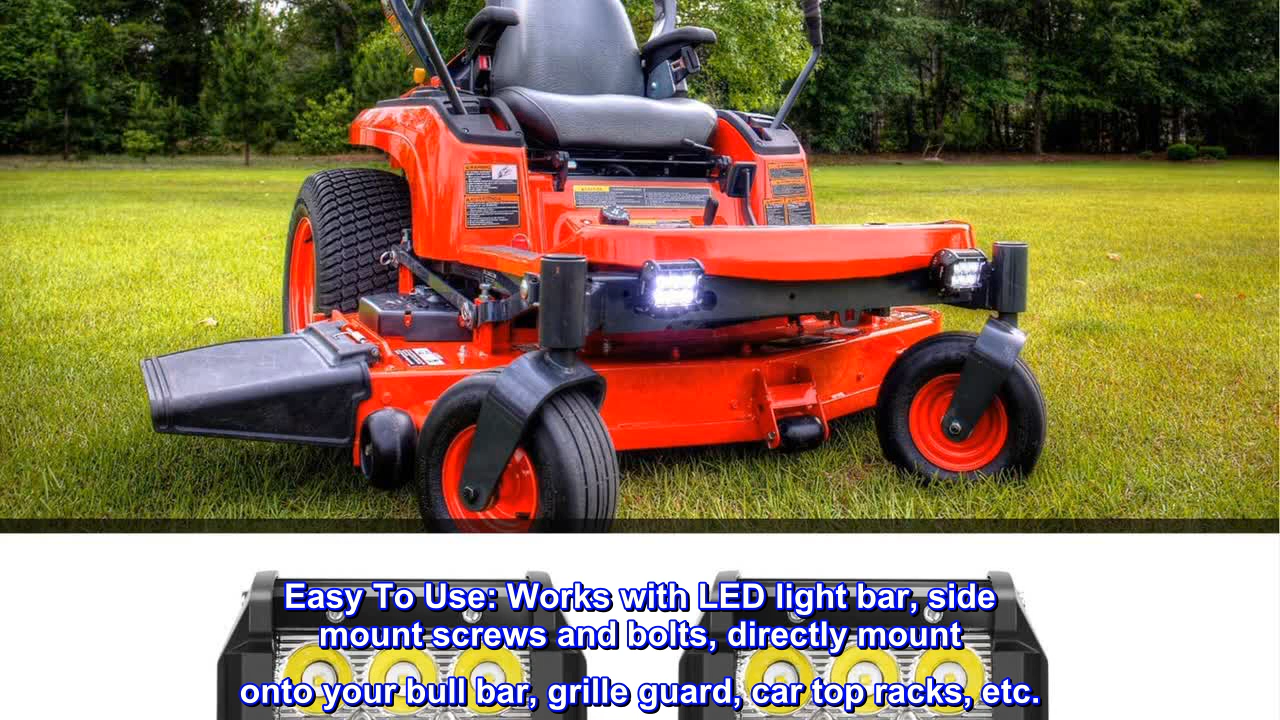 Easy To Use: Works with LED light bar, side
mount screws and bolts, directly mount
onto your bull bar, grille guard, car top racks, etc.